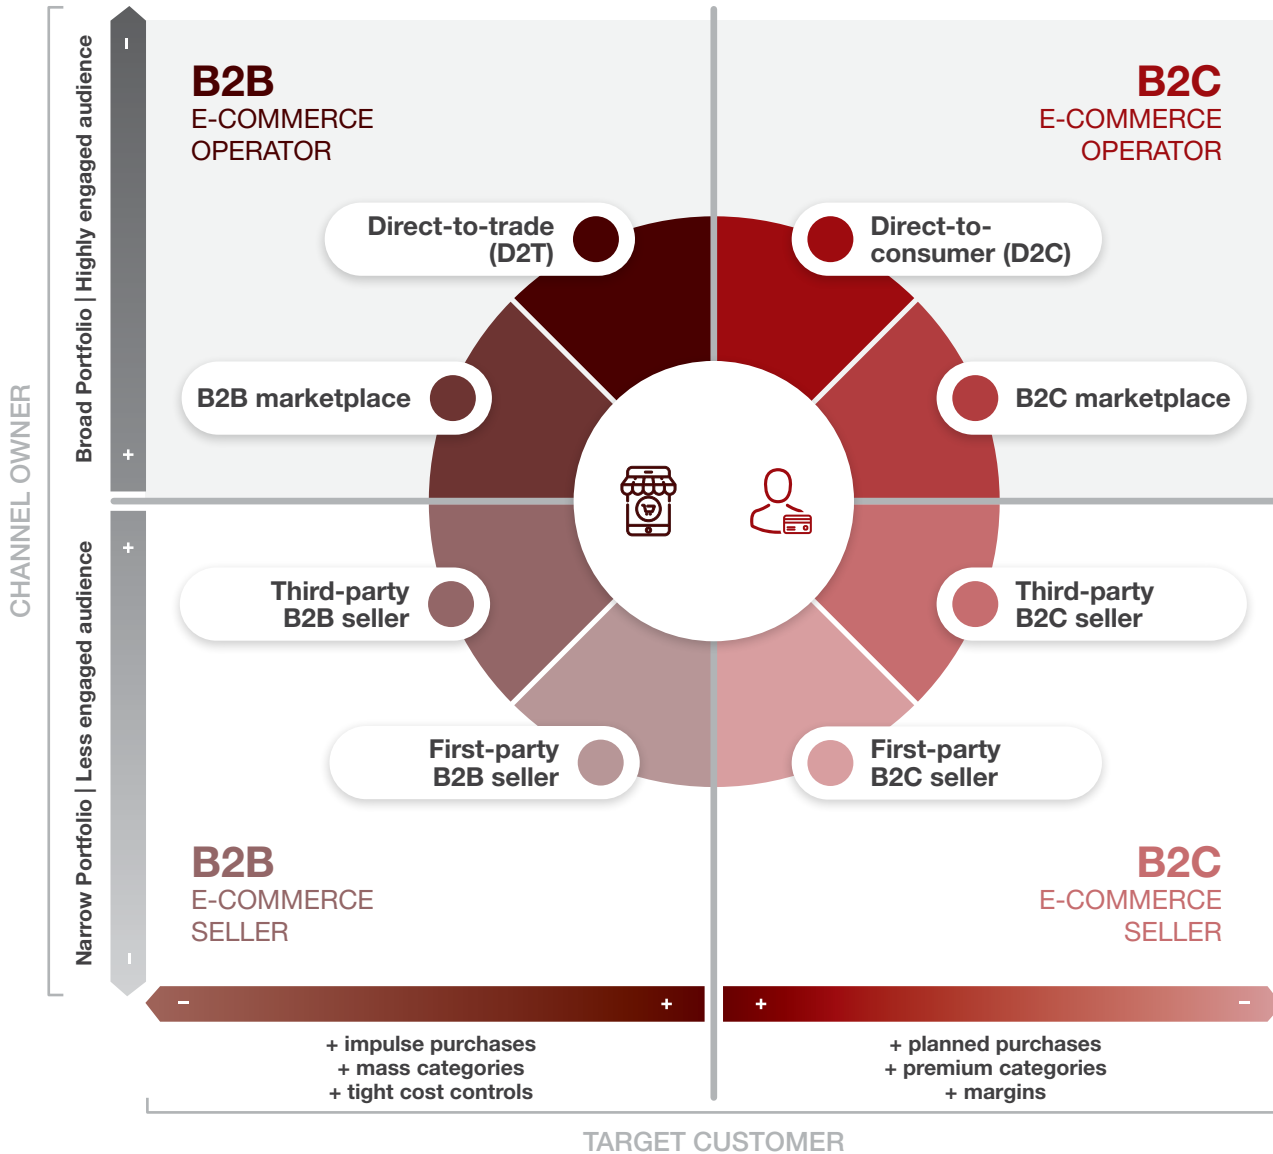 B2B
E-COMMERCE
OPERATOR
B2C
E-COMMERCE
OPERATOR
Direct-to-trade
(D2T)
Direct-to-
consumer (D2C)
B2B marketplace
B2C marketplace
Third-party
B2B seller
Third-party
B2C seller
First-party
B2B seller
First-party
B2C seller
B2B
E-COMMERCE
SELLER
B2C
E-COMMERCE
SELLER
CHANNEL OWNER
Broad Portfolio | Highly engaged audience
Narrow Portfolio | Less engaged audience
–
+
+
–
– +
+ –
+ impulse purchases
+ mass categories
+ tight cost controls
+ planned purchases
+ premium categories
+ margins
TARGET CUSTOMER